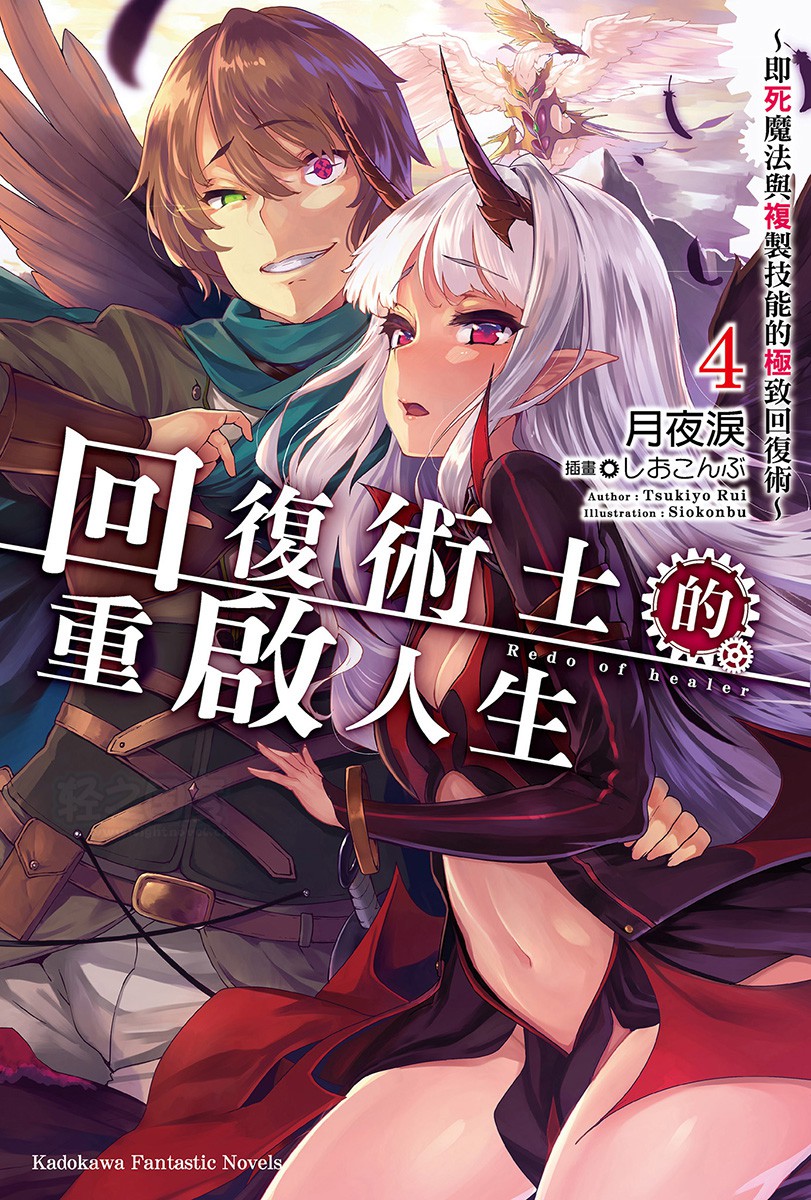 ～即死魔法與複製技能的極致回復術～
4
月夜淚
插畫 しおこんぶ
Author : Tsukiyo Rui
Illustration : Siokonbu
回復術士的
重啟人生
Redo of healer
Kadokawa Fantastic Novels